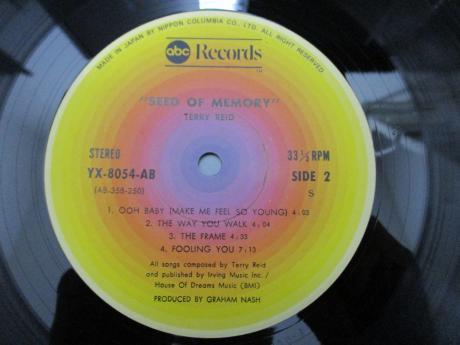 MADE IN JAPAN BY NIPPON COLUMBIA CO., LTD. ALL RIGHT RESERVED.
abc Records
TM
"SEED OF MEMORY"
TERRY REID
STEREO 33 1/3 RPM
YX-8054-AB SIDE 2
(AB-358-250) S
1. OOH BABY (MAKE ME FEEL SO YOUNG) 4:03
2. THE WAY YOU WALK 4:04
3. THE FRAME 4:33
4. FOOLING YOU 7:13
All songs composed by Terry Reid
and published by Irving Music Inc./
House Of Dreams Music (BMI)
PRODUCED BY GRAHAM NASH